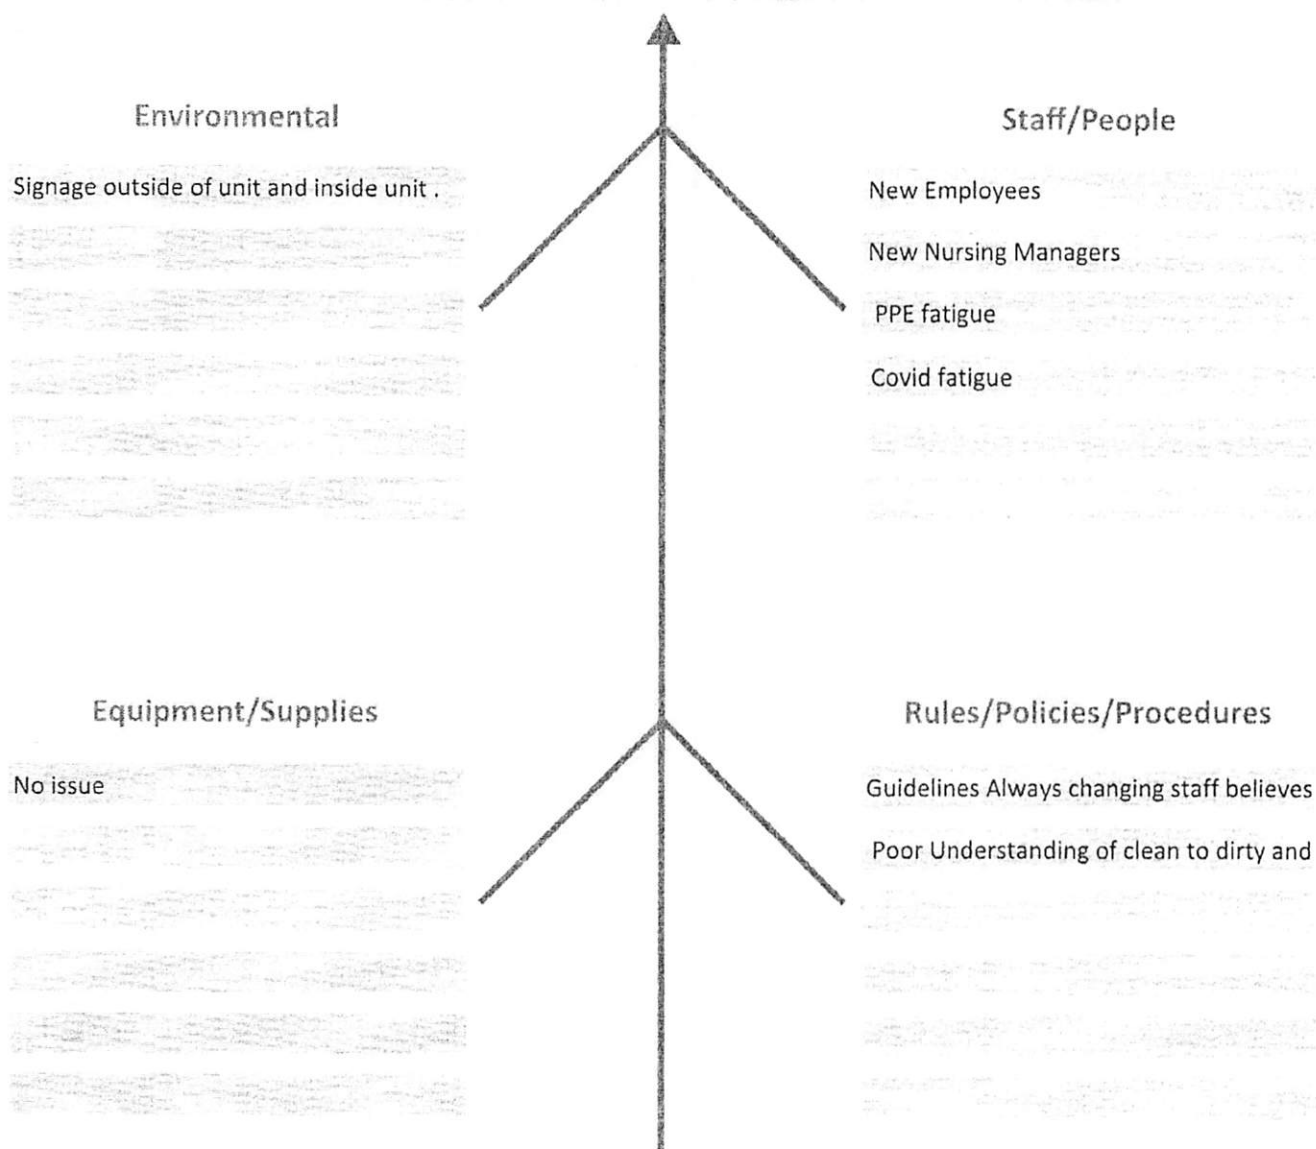 Environmental
Signage outside of unit and inside unit .
Staff/People
New Employees
New Nursing Managers
PPE fatigue
Covid fatigue
Equipment/Supplies
No issue
Rules/Policies/Procedures
Guidelines Always changing staff believes
Poor Understanding of clean to dirty and